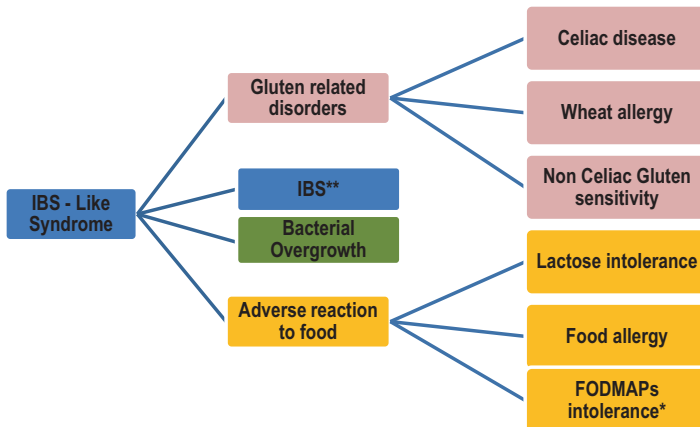 Celiac disease
Gluten related
disorders
Wheat allergy
IBS**
Non Celiac Gluten
sensitivity
IBS - Like
Syndrome
Bacterial
Overgrowth
Lactose intolerance
Adverse reaction
to food
Food allergy
FODMAPs
intolerance*